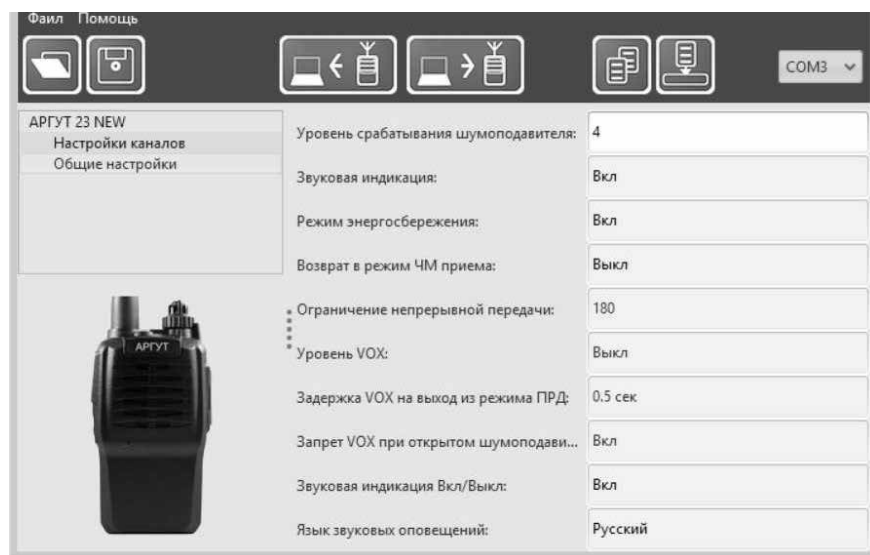 Файл Помощь
COM3
АРГУТ 23 NEW
Настройки каналов
Общие настройки
АРГУТ
Уровень срабатывания шумоподавителя: 4
Звуковая индикация: Вкл
Режим энергосбережения: Вкл
Возврат в режим ЧМ приема: Выкл
Ограничение непрерывной передачи: 180
Уровень VOX: Выкл
Задержка VOX на выход из режима ПРД: 0.5 сек
Запрет VOX при открытом шумоподави... Вкл
Звуковая индикация Вкл/Выкл: Вкл
Язык звуковых оповещений: Русский